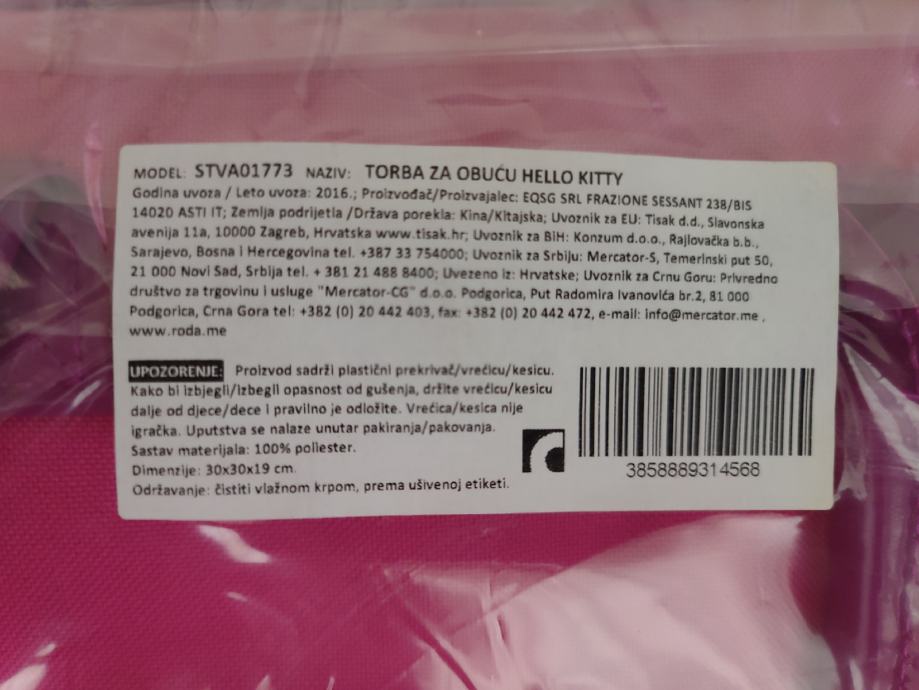 MODEL: STVA01773 NAZIV: TORBA ZA OBUĆU HELLO KITTY
Godina uvoza / Leto uvoza: 2016.; Proizvođač/Proizvajalec: EQSG SRL FRAZIONE SESSANT 238/BIS
14020 ASTI IT; Zemlja podrijetla /Država porekla: Kina/Kitajska; Uvoznik za EU: Tisak d.d., Slavonska
avenija 11a, 10000 Zagreb, Hrvatska www.tisak.hr; Uvoznik za BiH: Konzum d.o.o., Rajlovačka b.b.,
Sarajevo, Bosna i Hercegovina tel. +387 33 754000; Uvoznik za Srbiju: Mercator-S, Temerinski put 50,
21 000 Novi Sad, Srbija tel. + 381 21 488 8400; Uvezeno iz: Hrvatske; Uvoznik za Crnu Goru: Privredno
društvo za trgovinu i usluge "Mercator-CG" d.o.o. Podgorica, Put Radomira Ivanovića br.2, 81 000
Podgorica, Crna Gora tel: +382 (0) 20 442 403, fax: +382 (0) 20 442 472, e-mail: info@mercator.me ,
www.roda.me
UPOZORENJE: Proizvod sadrži plastični prekrivač/vrećicu/kesicu.
Kako bi izbjegli/izbegli opasnost od gušenja, držite vrećicu/kesicu
dalje od djece/dece i pravilno je odložite. Vrećica/kesica nije
igračka. Uputstva se nalaze unutar pakiranja/pakovanja.
Sastav materijala: 100% poliester.
Dimenzije: 30x30x19 cm.
Održavanje: čistiti vlažnom krpom, prema ušivenoj etiketi.
3858889314568